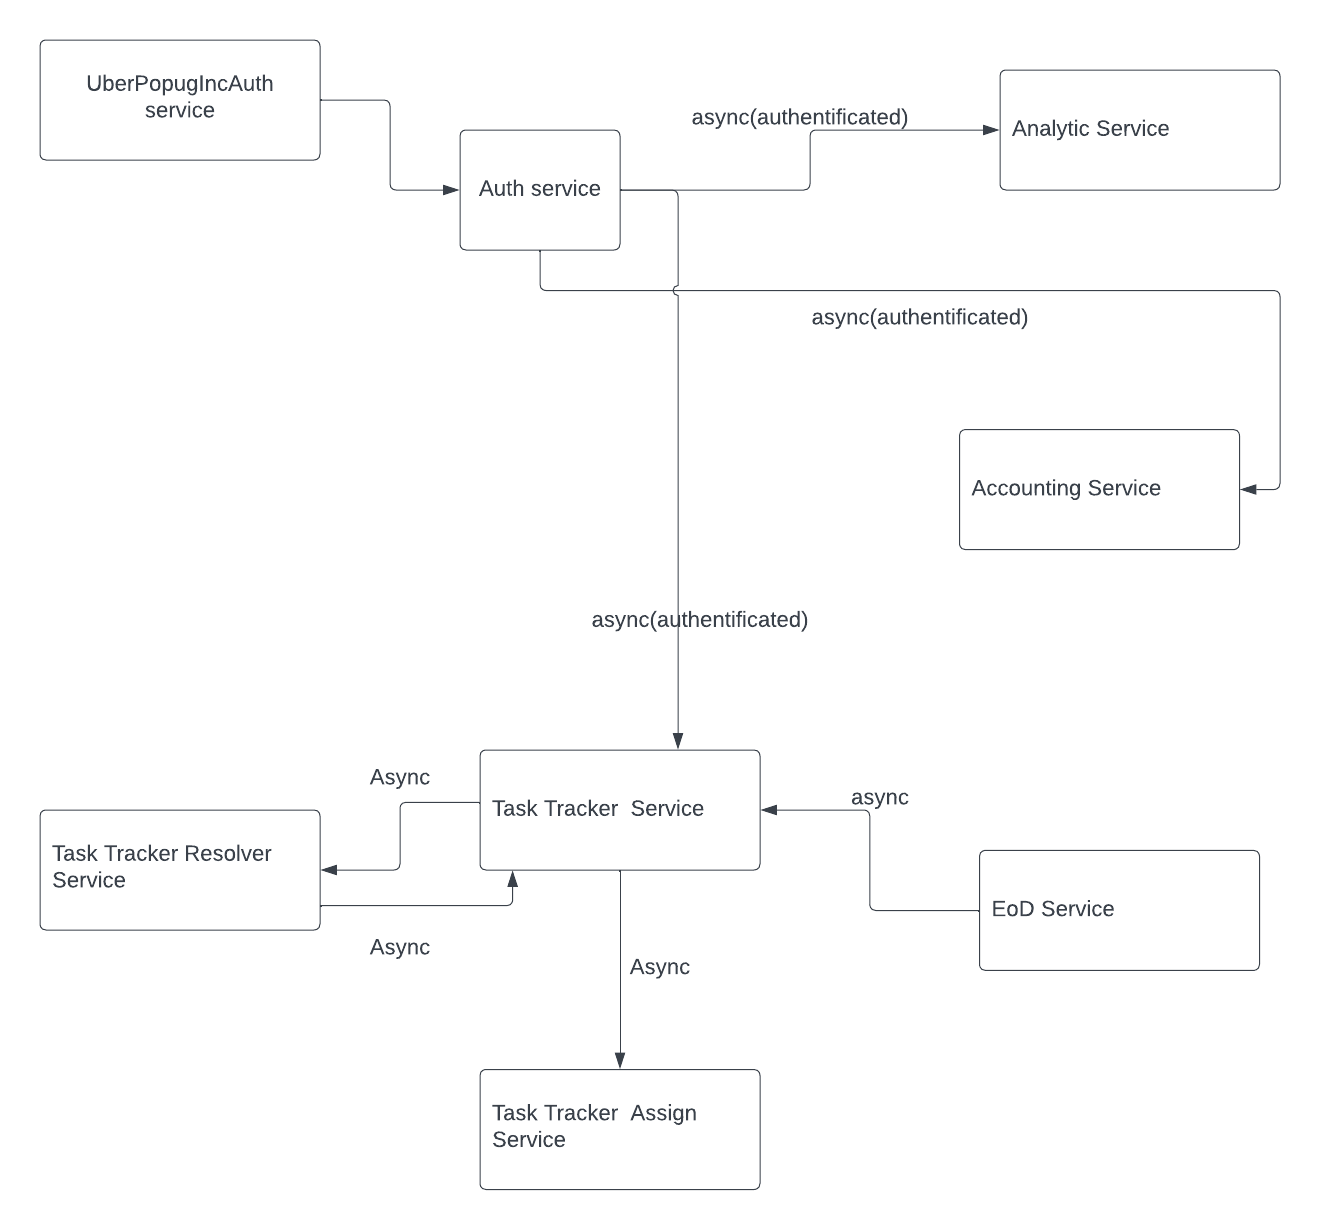 UberPopugIncAuth
service
async(authentificated)
Analytic Service
Auth service
async(authentificated)
Accounting Service
async(authentificated)
Async
async
Task Tracker  Service
Task Tracker Resolver
Service
EoD Service
Async
Async
Task Tracker  Assign
Service